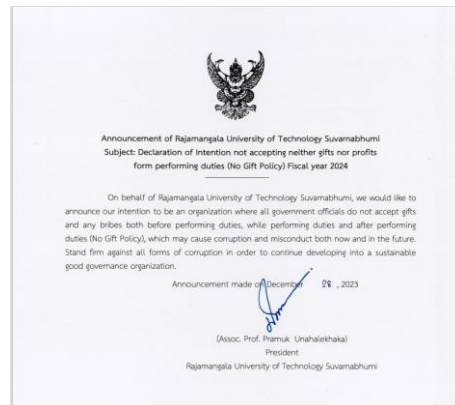 Announcement of Rajamangala University of Technology Suvarnabhumi
Subject: Declaration of Intention not accepting neither gifts nor profits
form performing duties (No Gift Policy) Fiscal year 2024
On behalf of Rajamangala University of Technology Suvarnabhumi, we would like to
announce our intention to be an organization where all government officials do not accept gifts
and any bribes both before performing duties, while performing duties and after performing
duties (No Gift Policy), which may cause corruption and misconduct both now and in the future.
Stand firm against all forms of corruption in order to continue developing into a sustainable
good governance organization.
Announcement made on December 28 , 2023
(Assoc. Prof. Pramuk Unahalekhaka)
President
Rajamangala University of Technology Suvarnabhumi